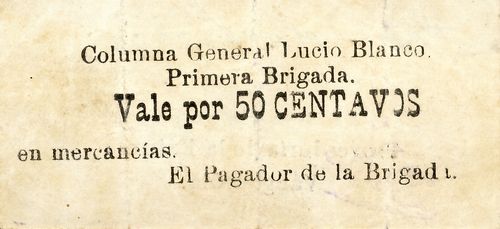 Columna General Lucio Blanco.
Primera Brigada.
Vale por 50 CENTAVOS
en mercancías.
El Pagador de la Brigada.